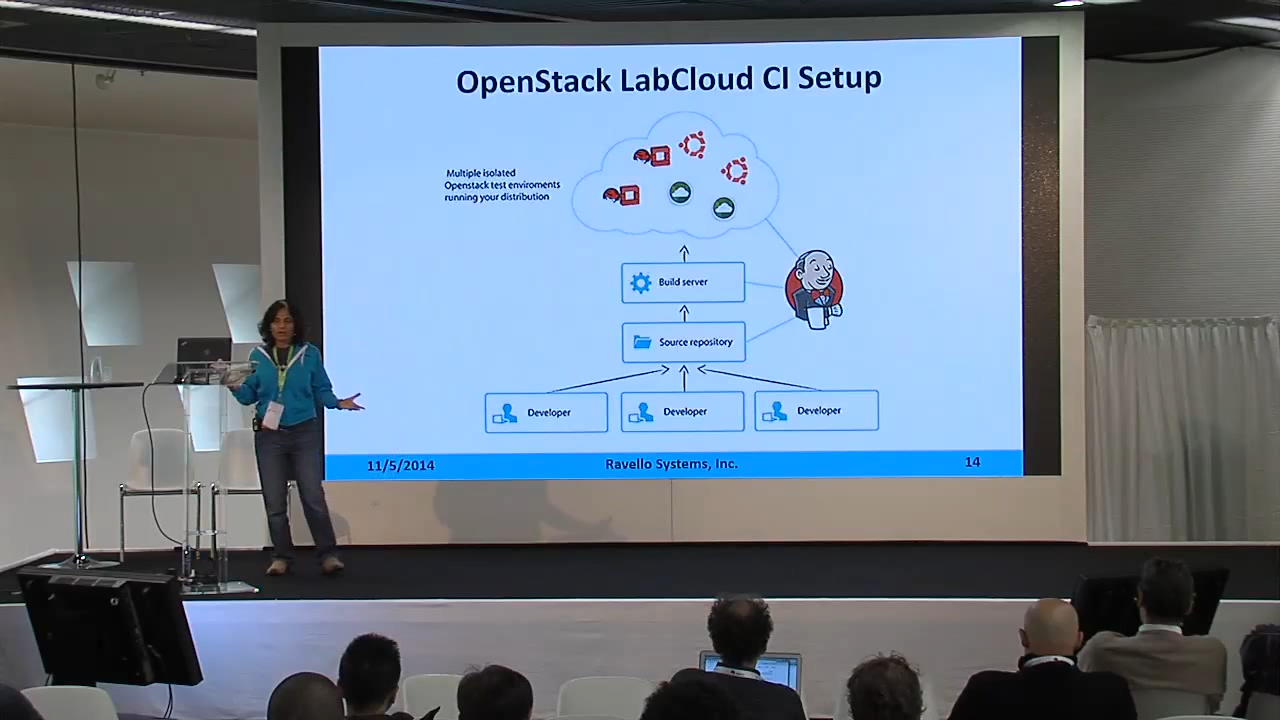 OpenStack LabCloud CI Setup
Multiple isolated
Openstack test enviroments
running your distribution
Build server
Source repository
Developer
Developer
Developer
11/5/2014
Ravello Systems, Inc.
14